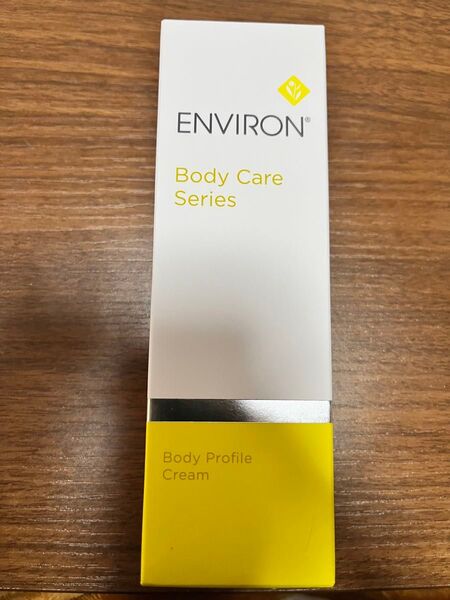 ENVIRON®
Body Care
Series
Body Profile
Cream